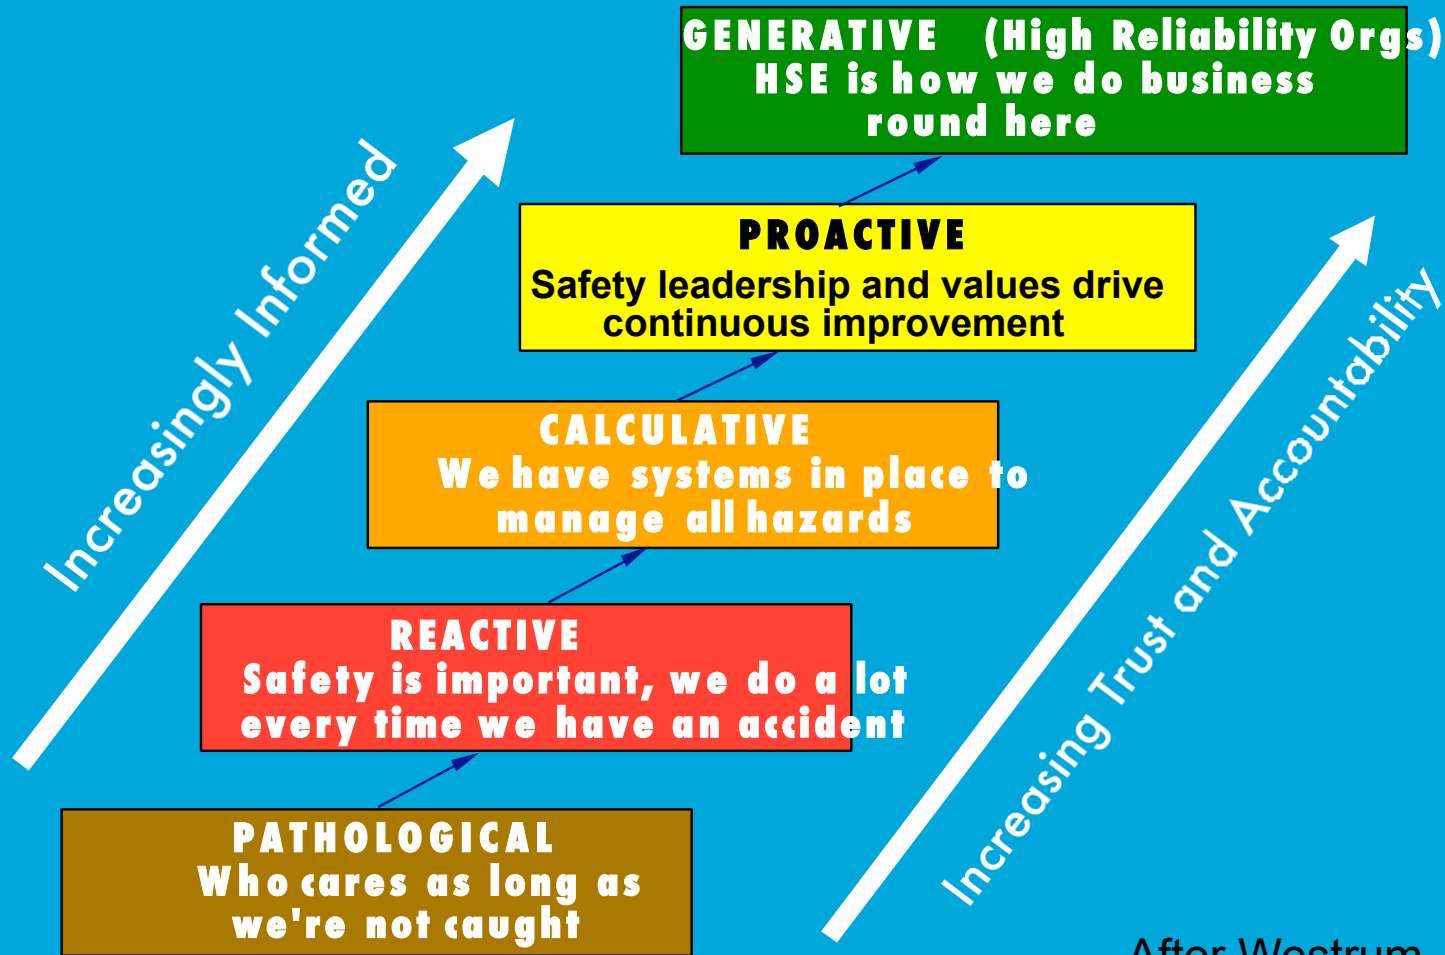 GENERATIVE (High Reliability Orgs)
HSE is how we do business
round here
Increasingly Informed
PROACTIVE
Safety leadership and values drive
continuous improvement
CALCULATIVE
We have systems in place to
manage all hazards
Increasing Trust and Accountability
REACTIVE
Safety is important, we do a lot
every time we have an accident
PATHOLOGICAL
Who cares as long as
we're not caught
After Westrum